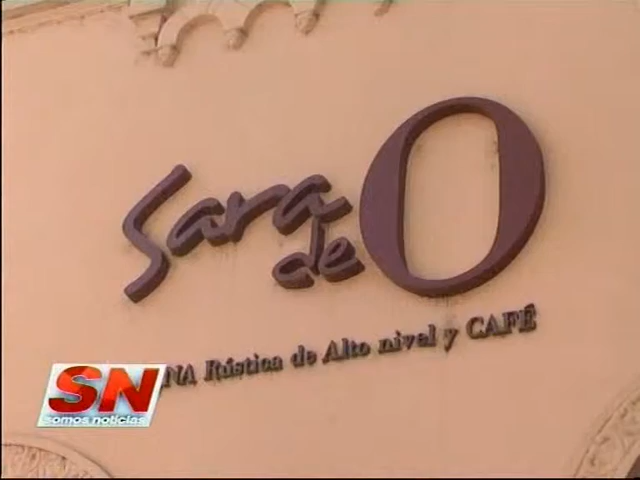 Sara
de O
NA Rústica de Alto nivel y CAFÉ
SN
somos noticias